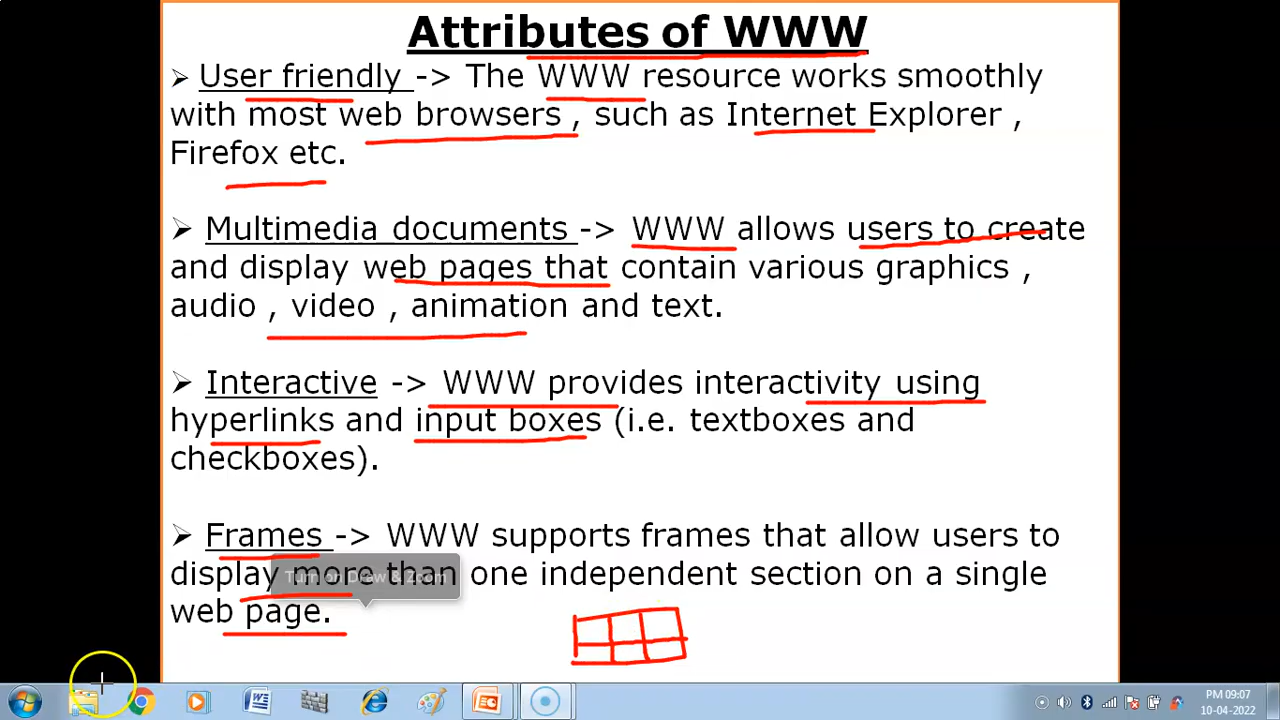 Attributes of WWW
➢ User friendly -> The WWW resource works smoothly
with most web browsers , such as Internet Explorer ,
Firefox etc.
➢ Multimedia documents -> WWW allows users to create
and display web pages that contain various graphics ,
audio , video , animation and text.
➢ Interactive -> WWW provides interactivity using
hyperlinks and input boxes (i.e. textboxes and
checkboxes).
➢ Frames -> WWW supports frames that allow users to
display more than one independent section on a single
Turn on Draw & Zoom
web page.
PM 09:07
10-04-2022